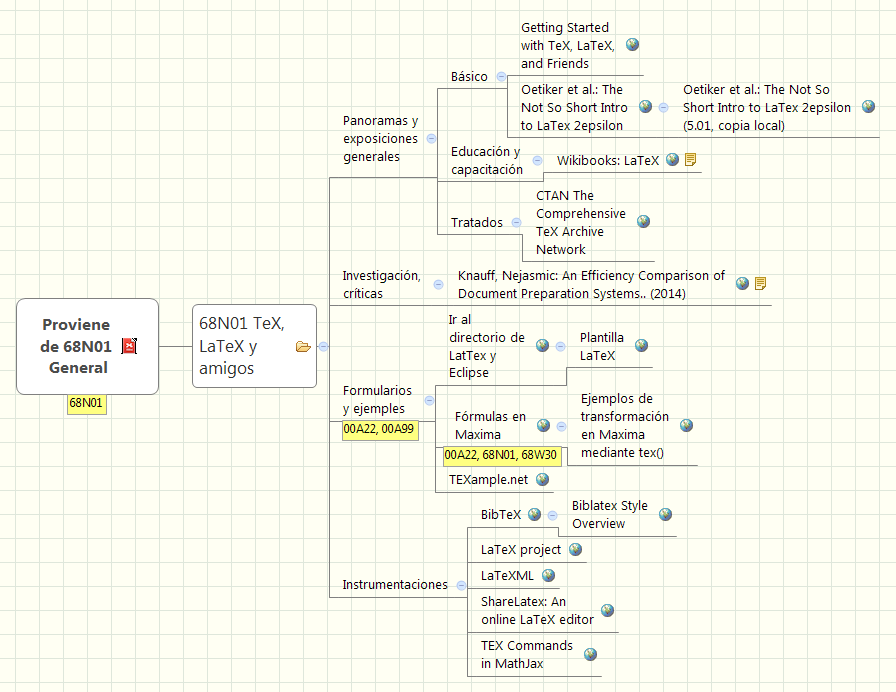 Proviene
de 68N01
General
68N01
68N01 TeX,
LaTeX y
amigos
Panoramas y
exposiciones
generales
Básico
Getting Started
with TeX, LaTeX,
and Friends
Oetiker et al.: The
Not So Short Intro
to LaTex 2epsilon
Oetiker et al.: The Not So
Short Intro to LaTex 2epsilon
(5.01, copia local)
Educación y
capacitación
Wikibooks: LaTeX
Tratados
CTAN The
Comprehensive
TeX Archive
Network
Investigación,
críticas
Knauff, Nejasmic: An Efficiency Comparison of
Document Preparation Systems.. (2014)
Formularios
y ejemplos
00A22, 00A99
Ir al
directorio de
LatTex y
Eclipse
Plantilla
LaTeX
Fórmulas en
Maxima
00A22, 68N01, 68W30
Ejemplos de
transformación
en Maxima
mediante tex()
TEXample.net
Instrumentaciones
BibTeX
Biblatex Style
Overview
LaTeX project
LaTeXML
ShareLatex: An
online LaTeX editor
TEX Commands
in MathJax